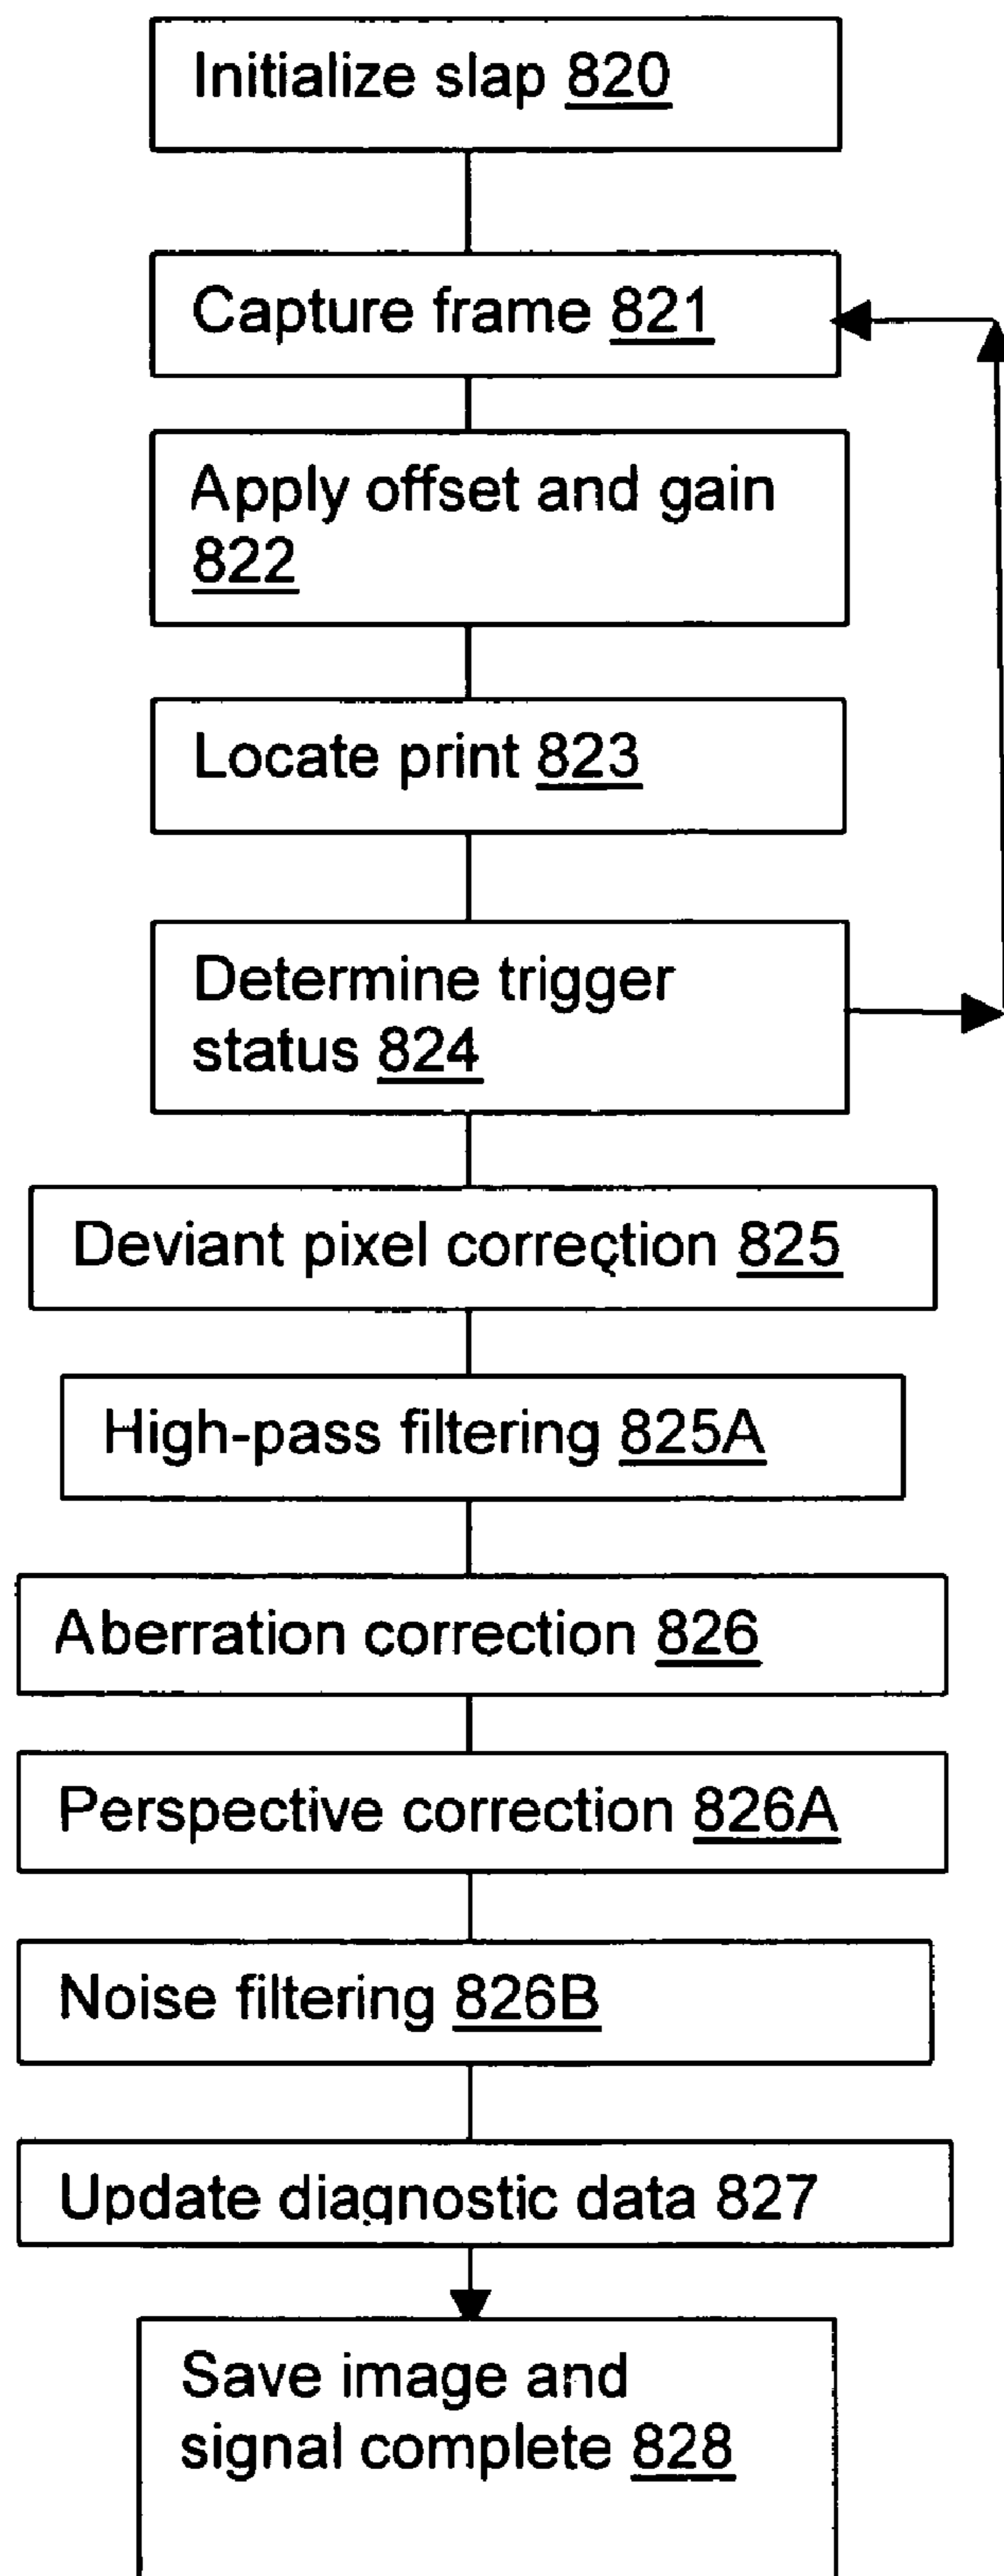 Initialize slap 820
Capture frame 821
Apply offset and gain
822
Locate print 823
Determine trigger
status 824
Deviant pixel correction 825
High-pass filtering 825A
Aberration correction 826
Perspective correction 826A
Noise filtering 826B
Update diagnostic data 827
Save image and
signal complete 828